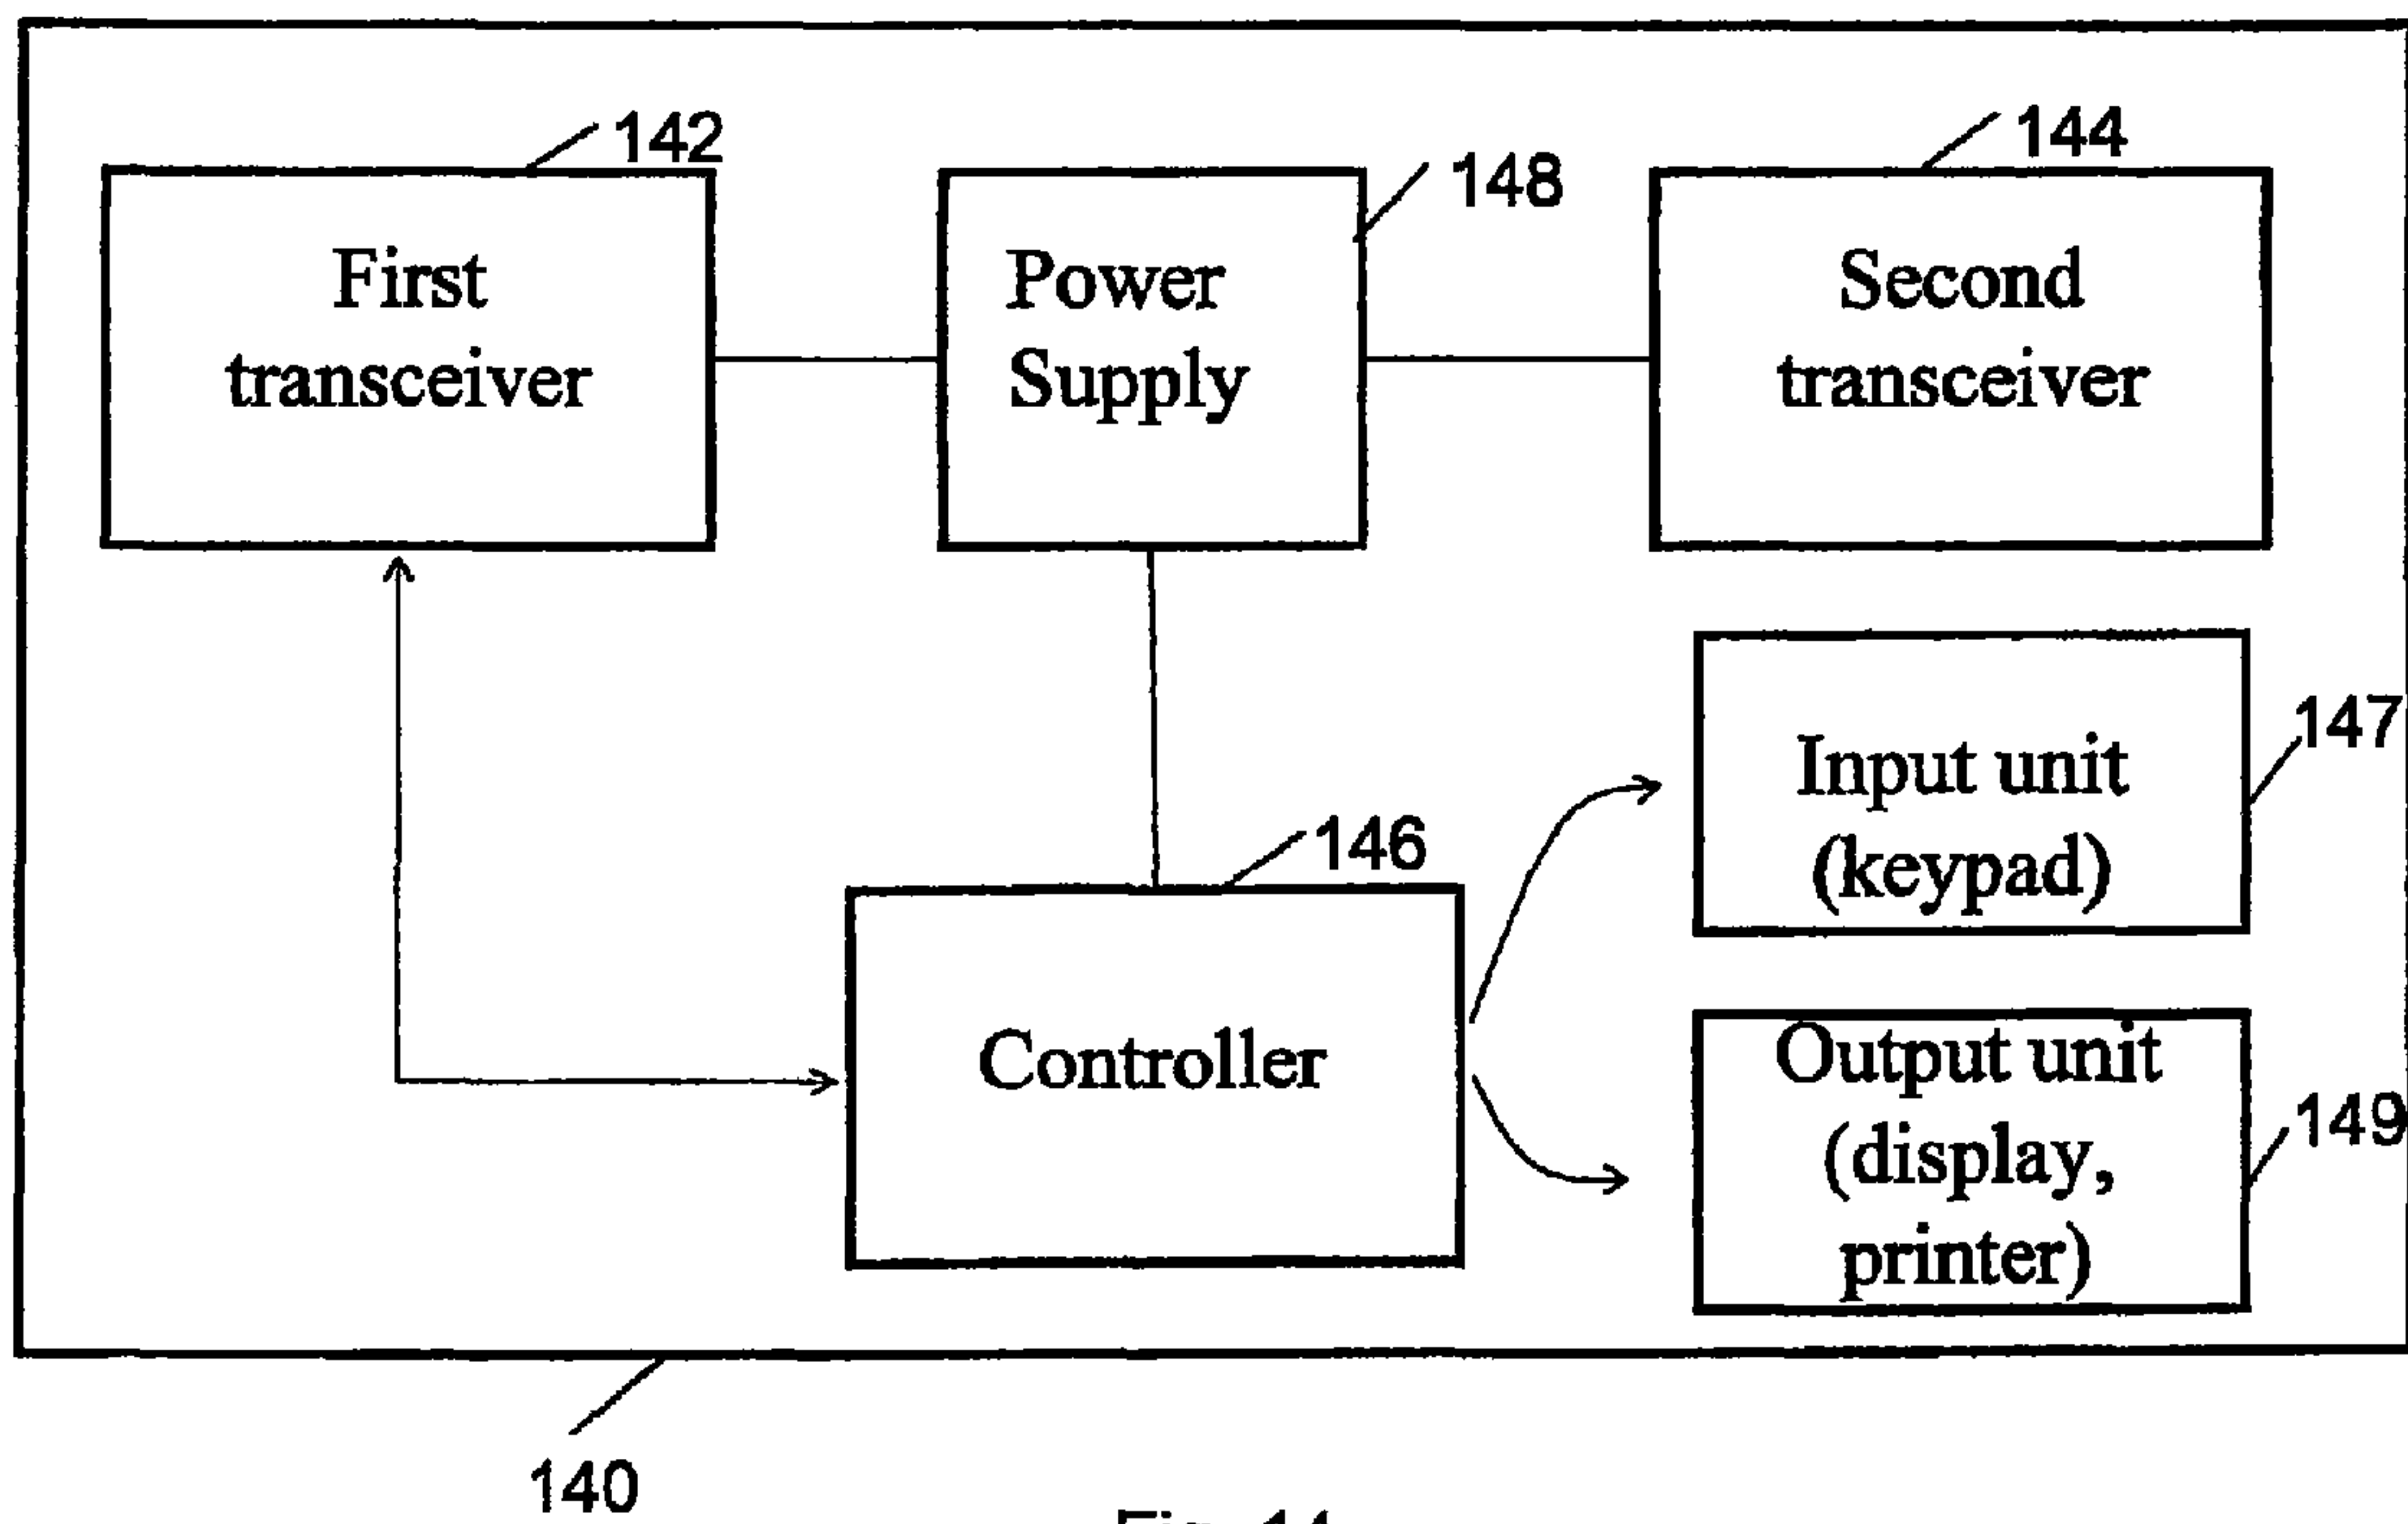 142
144
148
First
transceiver
Power
Supply
Second
transceiver
147
Input unit
(keypad)
146
Controller
Output unit
(display,
printer)
149
140